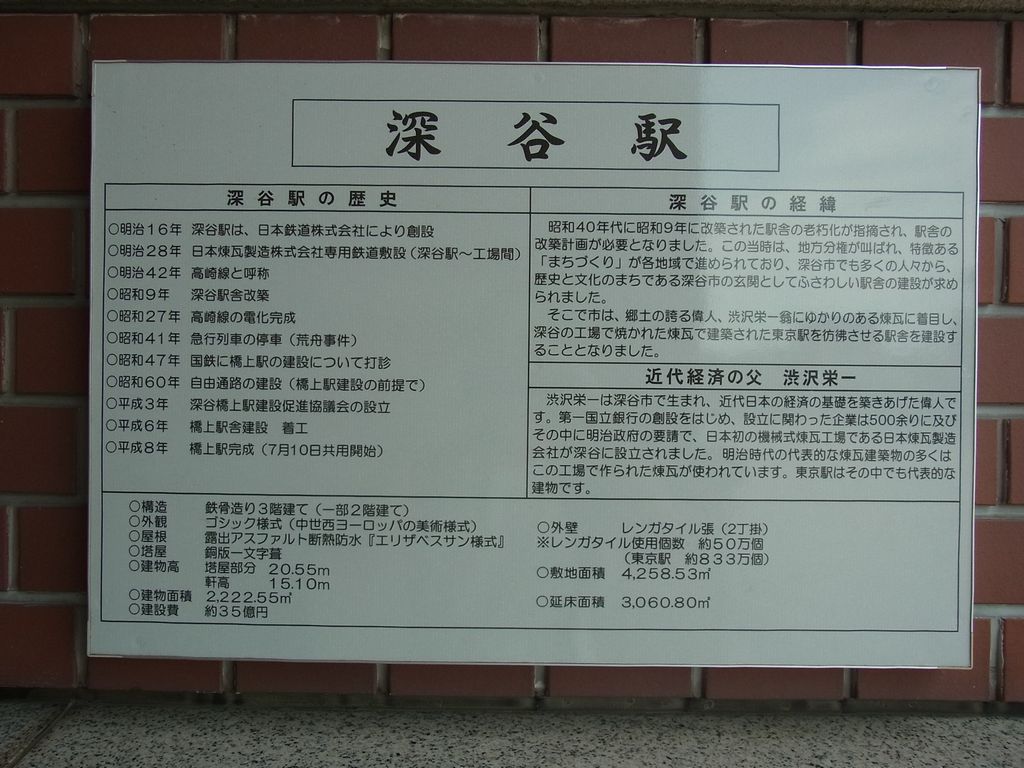 深谷駅
深谷駅の歴史
○明治16年 深谷駅は、日本鉄道株式会社により創設
○明治28年 日本煉瓦製造株式会社専用鉄道敷設(深谷駅〜工場間)
○明治42年 高崎線と呼称
○昭和9年 深谷駅舎改築
○昭和27年 高崎線の電化完成
○昭和41年 急行列車の停車(荒舟事件)
○昭和47年 国鉄に橋上駅の建設について打診
○昭和60年 自由通路の建設(橋上駅建設の前提で)
○平成3年 深谷橋上駅建設促進協議会の設立
○平成6年 橋上駅舎建設 着工
○平成8年 橋上駅完成(7月10日共用開始)
深谷駅の経緯
昭和40年代に昭和9年に改築された駅舎の老朽化が指摘され、駅舎の
改築計画が必要となりました。この当時は、地方分権が叫ばれ、特徴ある
「まちづくり」が各地域で進められており、深谷市でも多くの人々から、
歴史と文化のまちである深谷市の玄関としてふさわしい駅舎の建設が求め
られました。
そこで市は、郷土の誇る偉人、渋沢栄一翁にゆかりのある煉瓦に着目し、
深谷の工場で焼かれた煉瓦で建築された東京駅を彷彿させる駅舎を建設す
ることとなりました。
近代経済の父 渋沢栄一
渋沢栄一は深谷市で生まれ、近代日本の経済の基礎を築きあげた偉人で
す。第一国立銀行の創設をはじめ、設立に関わった企業は500余りに及び
その中に明治政府の要請で、日本初の機械式煉瓦工場である日本煉瓦製造
会社が深谷に設立されました。明治時代の代表的な煉瓦建築物の多くは
この工場で作られた煉瓦が使われています。東京駅はその中でも代表的な
建物です。
○構造 鉄骨造り3階建て(一部2階建て)
○外観 ゴシック様式(中世西ヨーロッパの美術様式)
○屋根 露出アスファルト断熱防水『エリザベスサン様式』
○塔屋 銅版一文字葺
○建物高 塔屋部分 20.55m
軒高 15.10m
○建物面積 2,222.55㎡
○建設費 約35億円
○外壁 レンガタイル張(2丁掛)
※レンガタイル使用個数 約50万個
(東京駅 約833万個)
○敷地面積 4,258.53㎡
○延床面積 3,060.80㎡